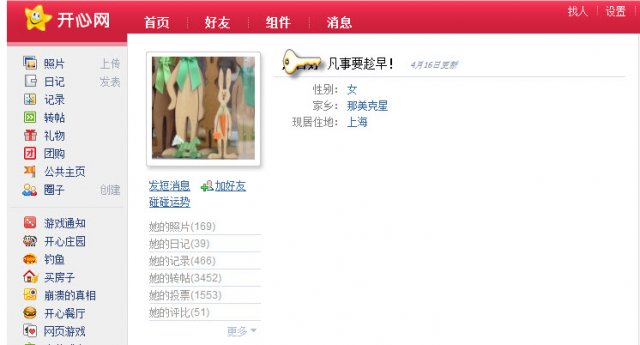 开心网
首页 好友 组件 消息
找人 设置
照片 上传
日记 发表
记录
转帖
礼物
团购
公共主页
圈子 创建
游戏通知
开心庄园
钓鱼
买房子
崩溃的真相
开心餐厅
网页游戏
发短消息 加好友
碰碰运势
她的照片(169)
她的日记(39)
她的记录(466)
她的转帖(3452)
她的投票(1553)
她的评比(51)
更多
凡事要趁早! 4月16日更新
性别: 女
家乡: 那美克星
现居住地: 上海